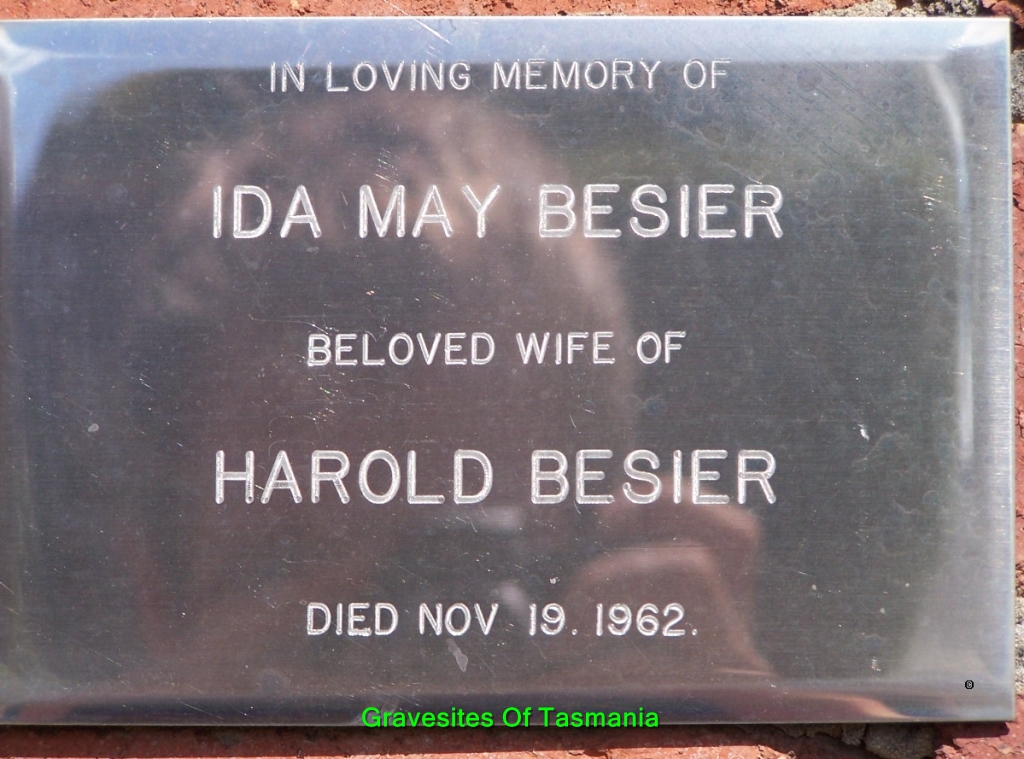 IN LOVING MEMORY OF
IDA MAY BESIER
BELOVED WIFE OF
HAROLD BESIER
DIED NOV 19. 1962.
Gravesites Of Tasmania